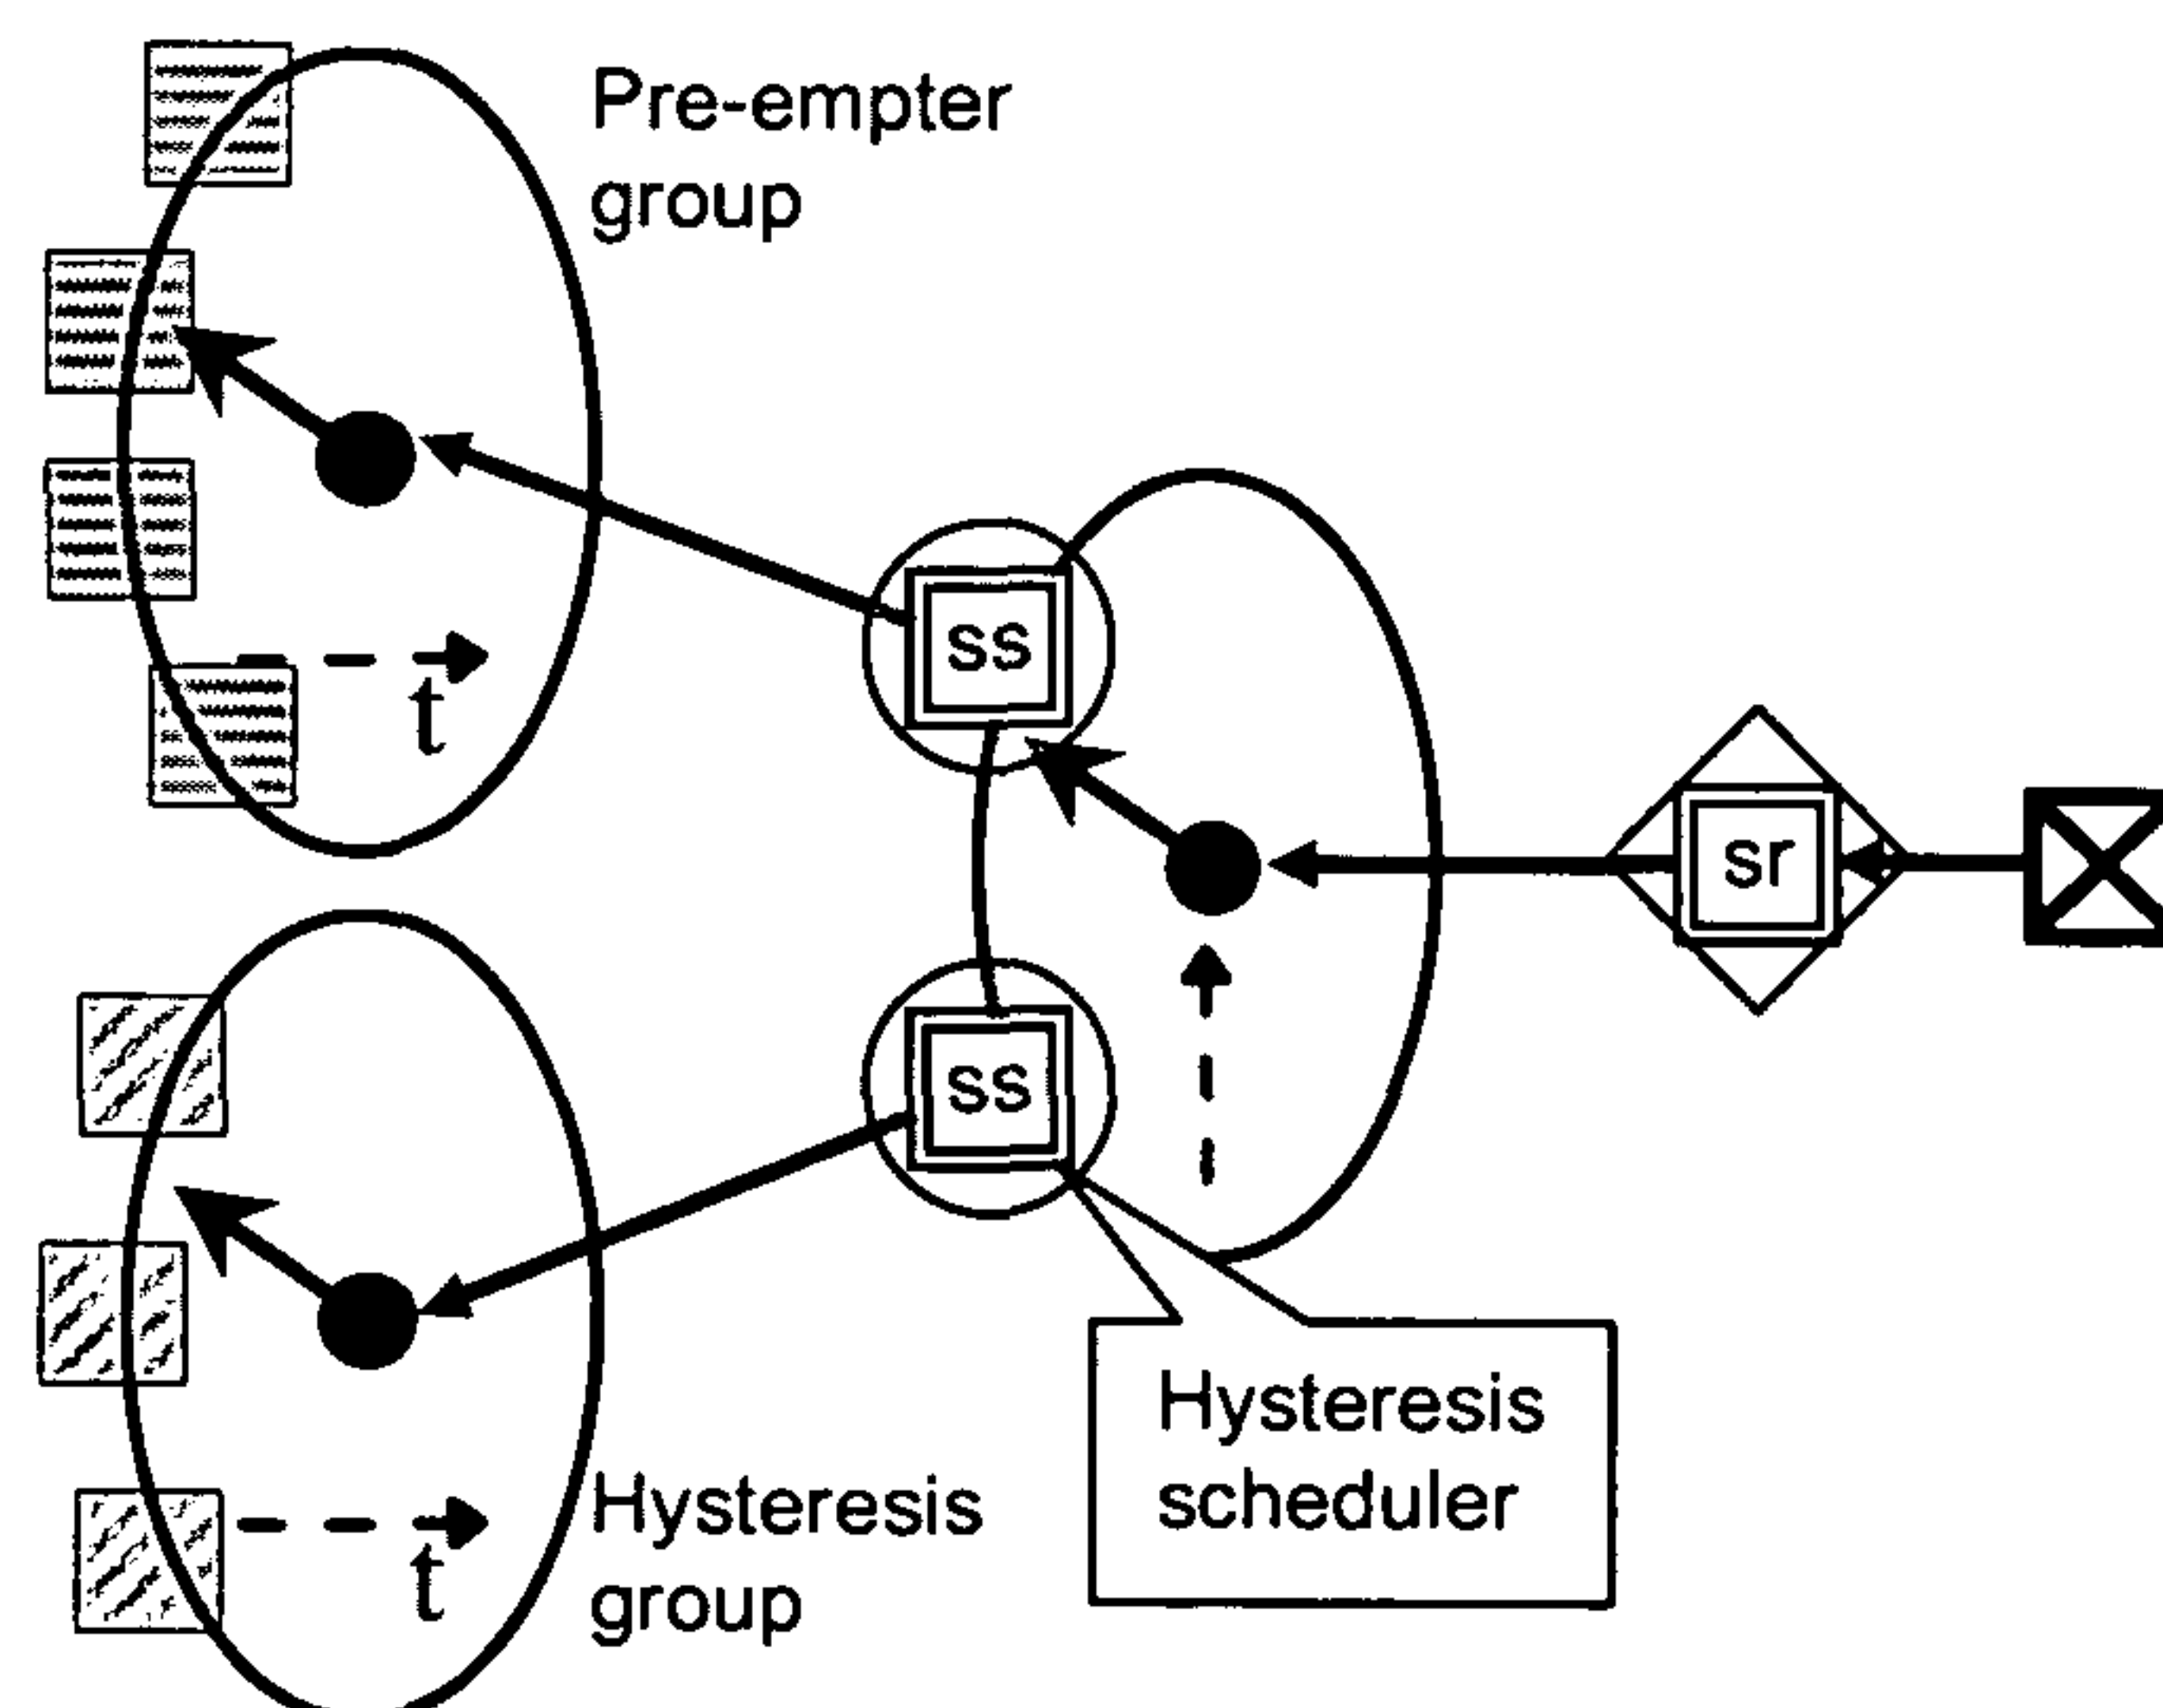 Pre-empter
group
t
ss
sr
ss
Hysteresis
scheduler
Hysteresis
group
t